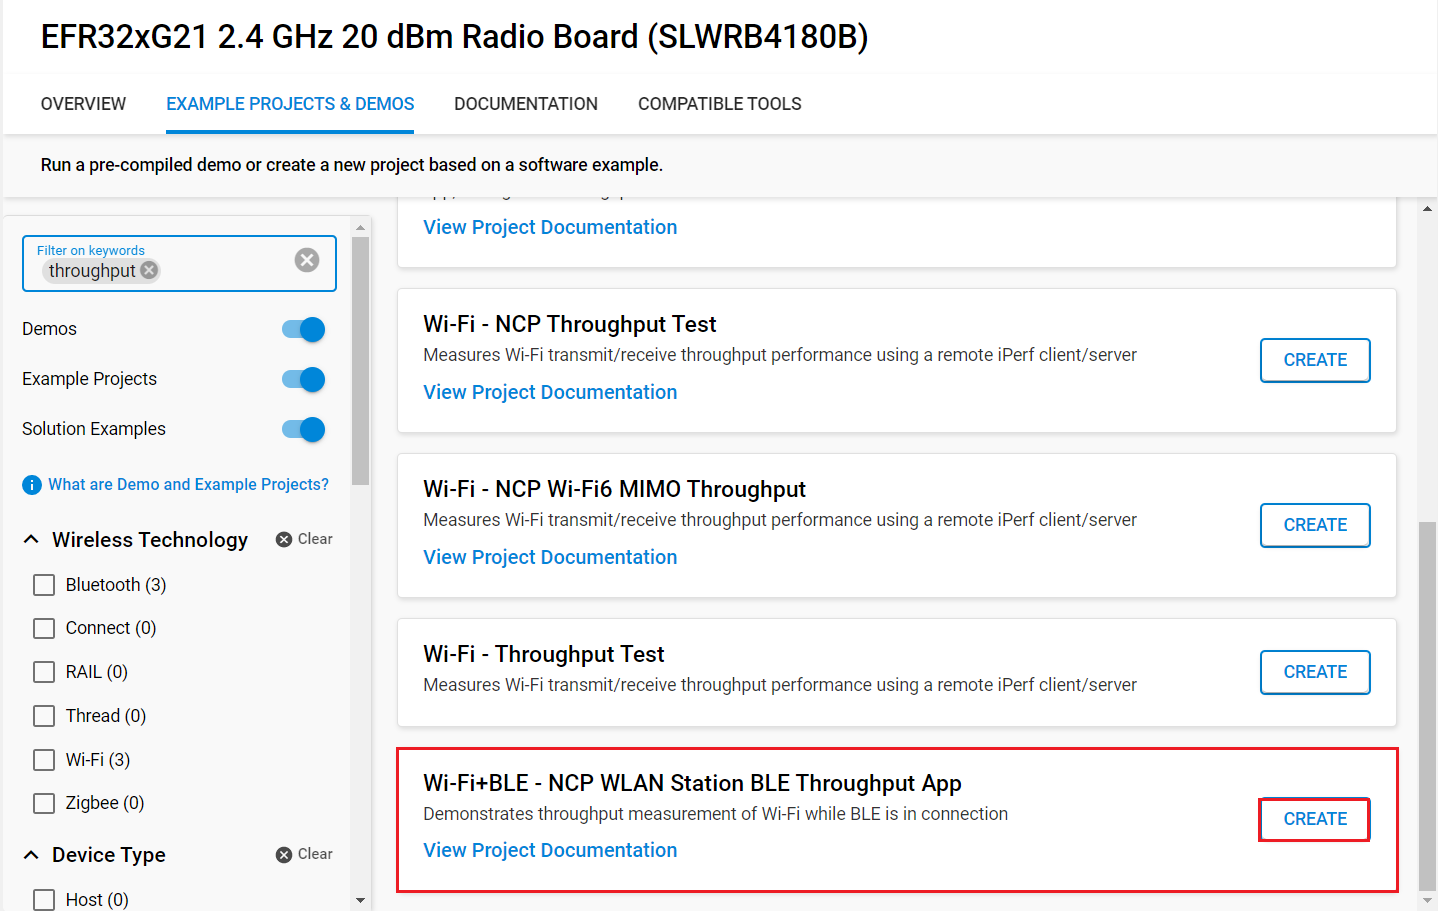 EFR32xG21 2.4 GHz 20 dBm Radio Board (SLWRB4180B)
OVERVIEW
EXAMPLE PROJECTS & DEMOS
DOCUMENTATION
COMPATIBLE TOOLS
Run a pre-compiled demo or create a new project based on a software example.
Filter on keywords
throughput
Demos
Example Projects
Solution Examples
What are Demo and Example Projects?
Wireless Technology
Clear
Bluetooth (3)
Connect (0)
RAIL (0)
Thread (0)
Wi-Fi (3)
Zigbee (0)
Device Type
Clear
Host (0)
View Project Documentation
Wi-Fi - NCP Throughput Test
Measures Wi-Fi transmit/receive throughput performance using a remote iPerf client/server
View Project Documentation
CREATE
Wi-Fi - NCP Wi-Fi6 MIMO Throughput
Measures Wi-Fi transmit/receive throughput performance using a remote iPerf client/server
View Project Documentation
CREATE
Wi-Fi - Throughput Test
Measures Wi-Fi transmit/receive throughput performance using a remote iPerf client/server
CREATE
Wi-Fi+BLE - NCP WLAN Station BLE Throughput App
Demonstrates throughput measurement of Wi-Fi while BLE is in connection
View Project Documentation
CREATE